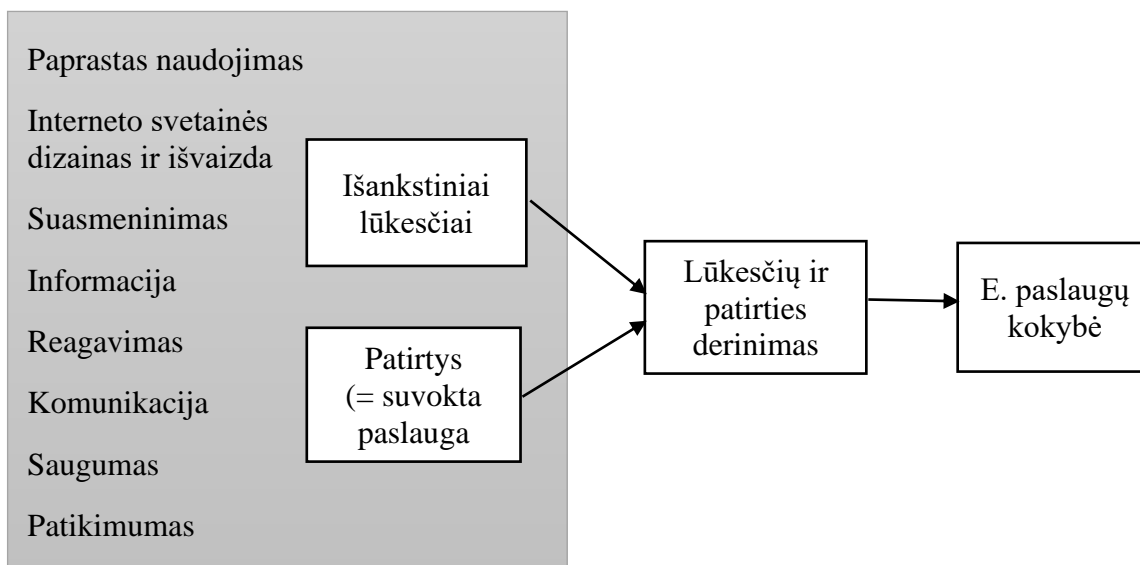 Paprastas naudojimas
Interneto svetainės
dizainas ir išvaizda
Suasmeninimas
Informacija
Reagavimas
Komunikacija
Saugumas
Patikimumas
Išankstiniai
lūkesčiai
Patirtys
(= suvokta
paslauga
Lūkesčių ir
patirties
derinimas
E. paslaugų
kokybė